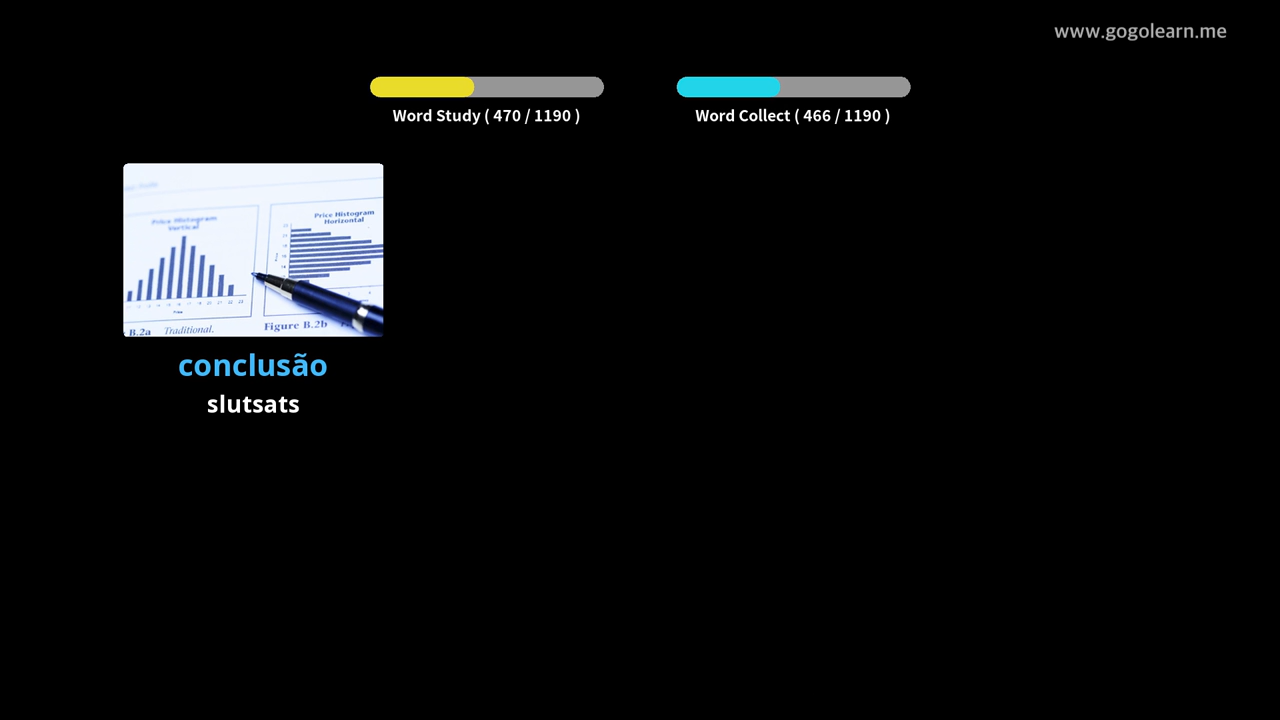 www.gogolearn.me
Word Study ( 470 / 1190 )
Word Collect ( 466 / 1190 )
Price Histogram
Vertical
Price Histogram
Horizontal
B.2a Traditional.
Figure B.2b
conclusão
slutsats